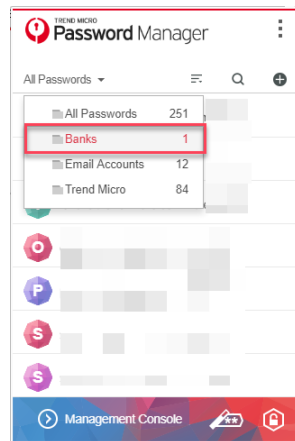 TREND MICRO
Password Manager
All Passwords
All Passwords 251
Banks 1
Email Accounts 12
Trend Micro 84
O
P
S
S
Management Console